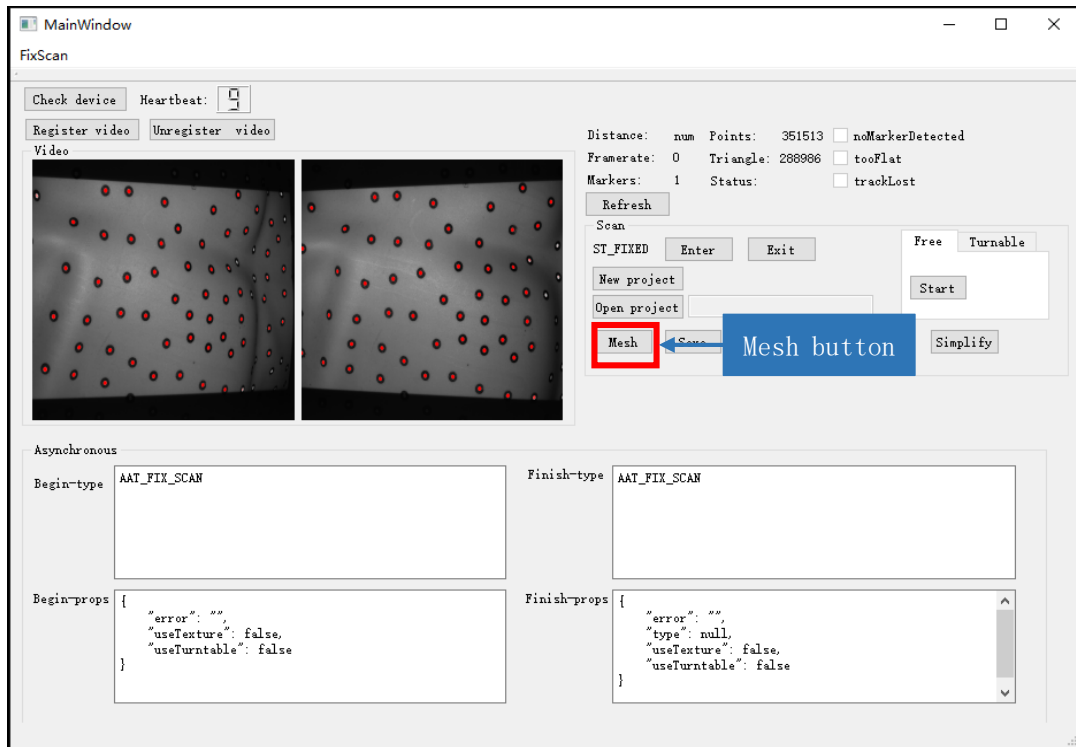 MainWindow
FixScan
Check device Heartbeat: 9
Register video Unregister video
Video
Distance: num Points: 351513 noMarkerDetected
Framerate: 0 Triangle: 288986 tooFlat
Markers: 1 Status: trackLost
Refresh
Scan
ST_FIXED Enter Exit
Free Turnable
New project
Start
Open project
Mesh Mesh button Simplify
Asynchronous
Begin-type AAT_FIX_SCAN
Finish-type AAT_FIX_SCAN
Begin-props {
"error": "",
"useTexture": false,
"useTurntable": false
}
Finish-props {
"error": "",
"type": null,
"useTexture": false,
"useTurntable": false
}